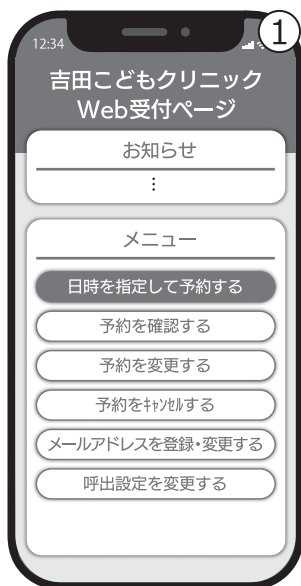 ①
12:34
吉田こどもクリニック
Web受付ページ
お知らせ
⋮
メニュー
日時を指定して予約する
予約を確認する
予約を変更する
予約をｷｬﾝｾﾙする
メールアドレスを登録・変更する
呼出設定を変更する